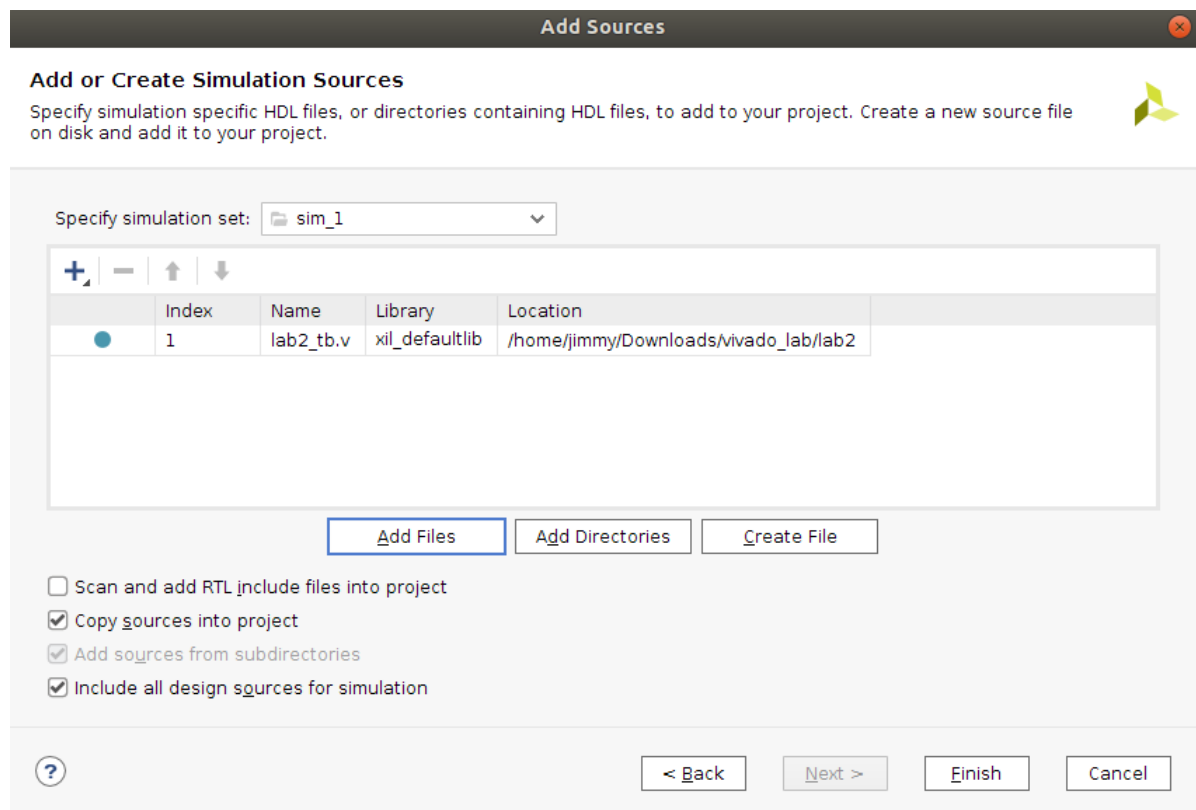 Add Sources
Add or Create Simulation Sources
Specify simulation specific HDL files, or directories containing HDL files, to add to your project. Create a new source file
on disk and add it to your project.
Specify simulation set: sim_1
Index Name Library Location
1 lab2_tb.v xil_defaultlib /home/jimmy/Downloads/vivado_lab/lab2
Add Files Add Directories Create File
Scan and add RTL include files into project
Copy sources into project
Add sources from subdirectories
Include all design sources for simulation
? < Back Next > Finish Cancel